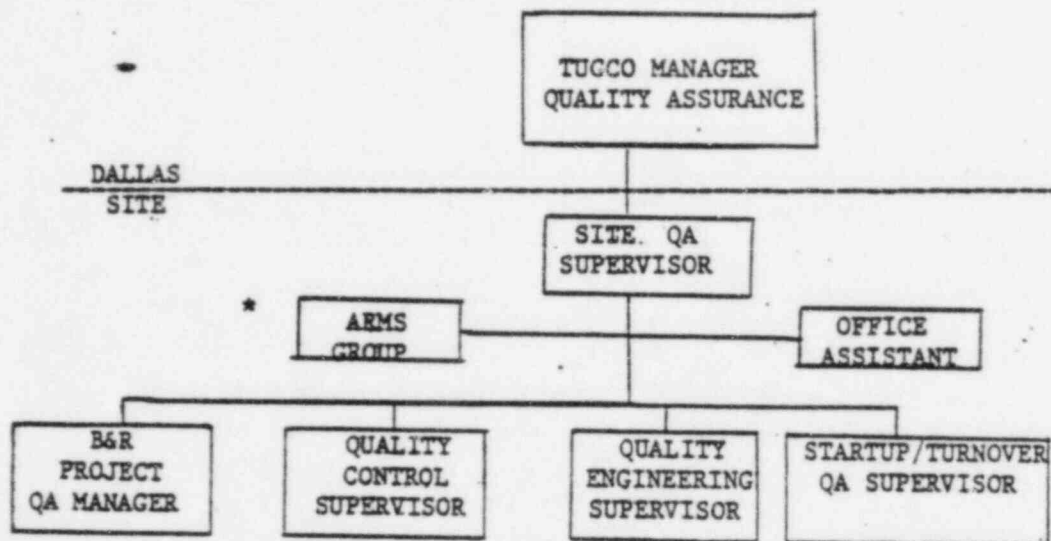 TUGCO MANAGER
QUALITY ASSURANCE
DALLAS
SITE
SITE. QA
SUPERVISOR
*
AEMS
GROUP
OFFICE
ASSISTANT
B&R
PROJECT
QA MANAGER
QUALITY
CONTROL
SUPERVISOR
QUALITY
ENGINEERING
SUPERVISOR
STARTUP/TURNOVER
QA SUPERVISOR